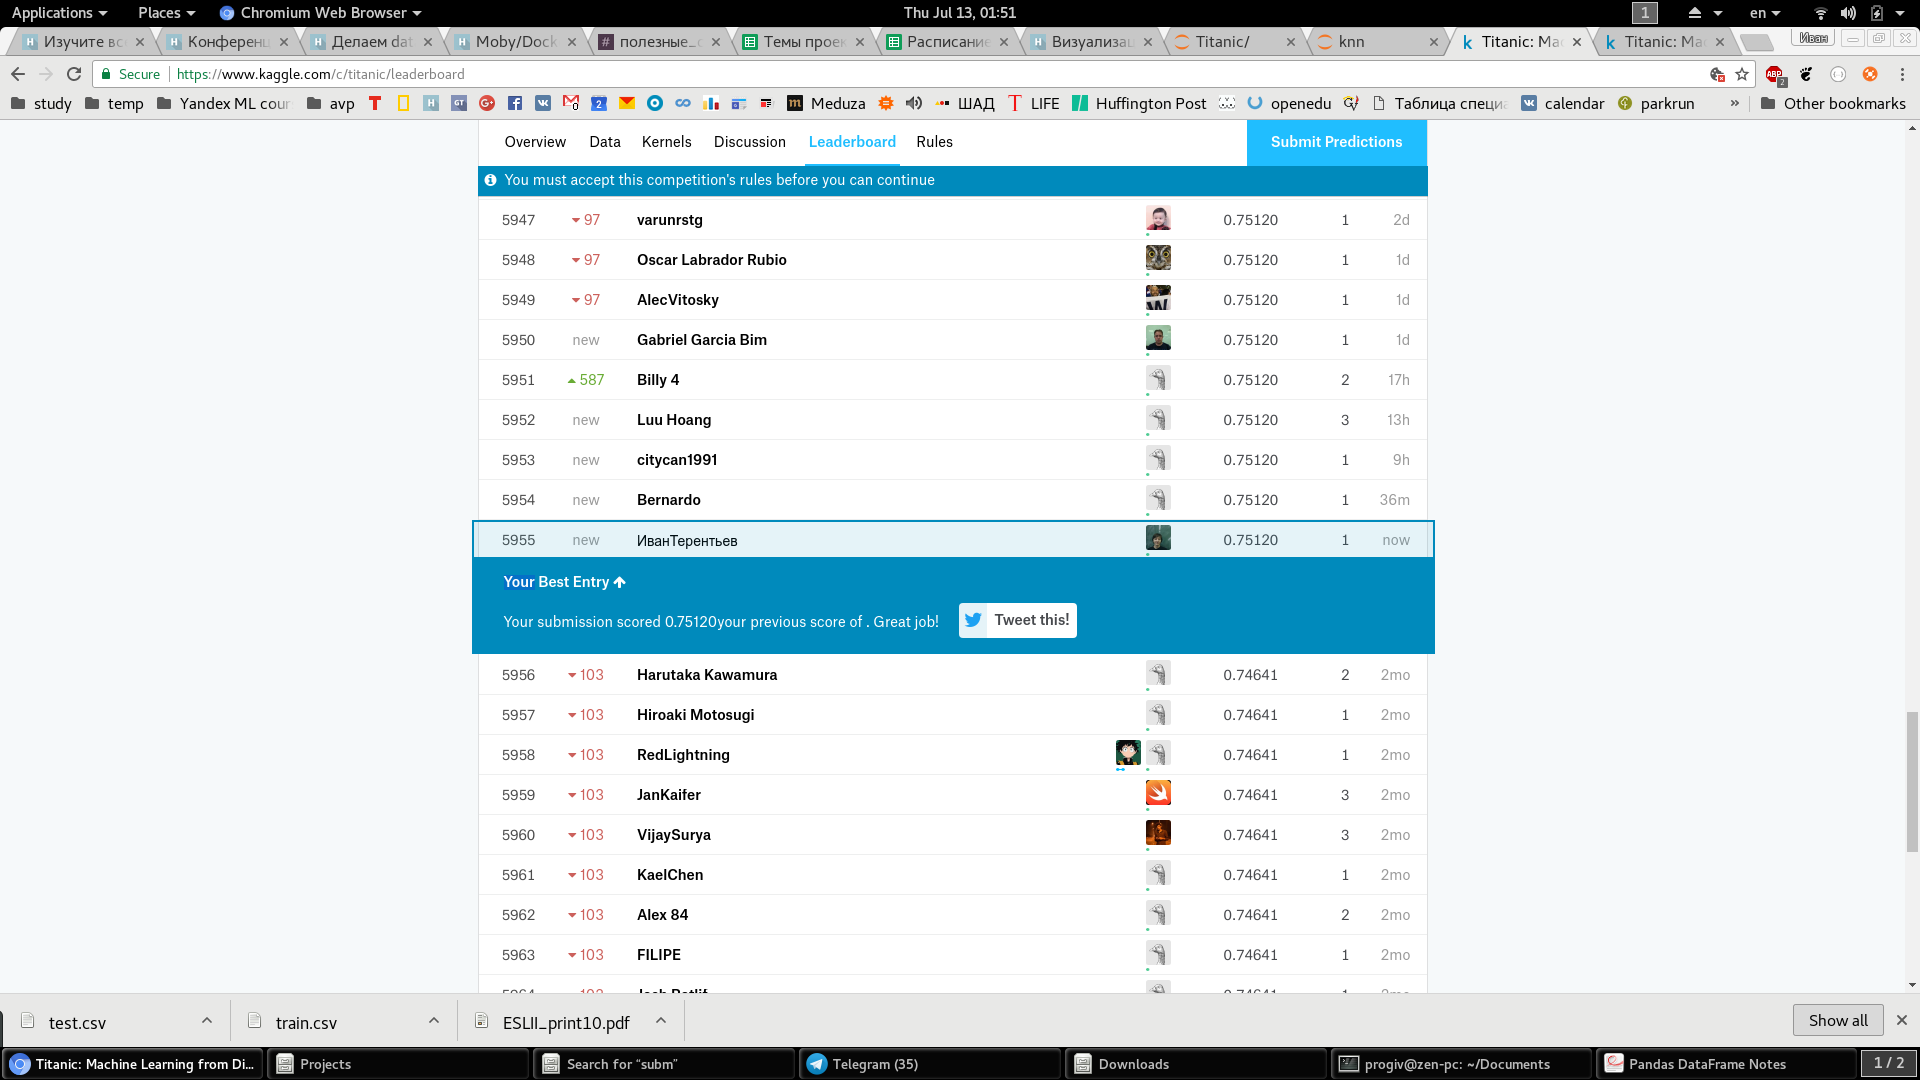 Applications Places Chromium Web Browser Thu Jul 13, 01:51 1 en
Изучите вс Конференц Делаем dat Moby/Dock полезные_ Темы проек Расписание Визуализац Titanic/ knn Titanic: Ma Titanic: Ma Иван
Secure https://www.kaggle.com/c/titanic/leaderboard
study temp Yandex ML cour avp Meduza ШАД LIFE Huffington Post openedu Таблица специ calendar parkrun » Other bookmarks
Overview Data Kernels Discussion Leaderboard Rules Submit Predictions
You must accept this competition's rules before you can continue
5947 97 varunrstg 0.75120 1 2d
5948 97 Oscar Labrador Rubio 0.75120 1 1d
5949 97 AlecVitosky 0.75120 1 1d
5950 new Gabriel Garcia Bim 0.75120 1 1d
5951 587 Billy 4 0.75120 2 17h
5952 new Luu Hoang 0.75120 3 13h
5953 new citycan1991 0.75120 1 9h
5954 new Bernardo 0.75120 1 36m
5955 new ИванТерентьев 0.75120 1 now
Your Best Entry
Your submission scored 0.75120your previous score of . Great job! Tweet this!
5956 103 Harutaka Kawamura 0.74641 2 2mo
5957 103 Hiroaki Motosugi 0.74641 1 2mo
5958 103 RedLightning 0.74641 1 2mo
5959 103 JanKaifer 0.74641 3 2mo
5960 103 VijaySurya 0.74641 3 2mo
5961 103 KaelChen 0.74641 1 2mo
5962 103 Alex 84 0.74641 2 2mo
5963 103 FILIPE 0.74641 1 2mo
test.csv train.csv ESLII_print10.pdf Show all
Titanic: Machine Learning from Di... Projects Search for “subm” Telegram (35) Downloads progiv@zen-pc: ~/Documents Pandas DataFrame Notes 1 / 2